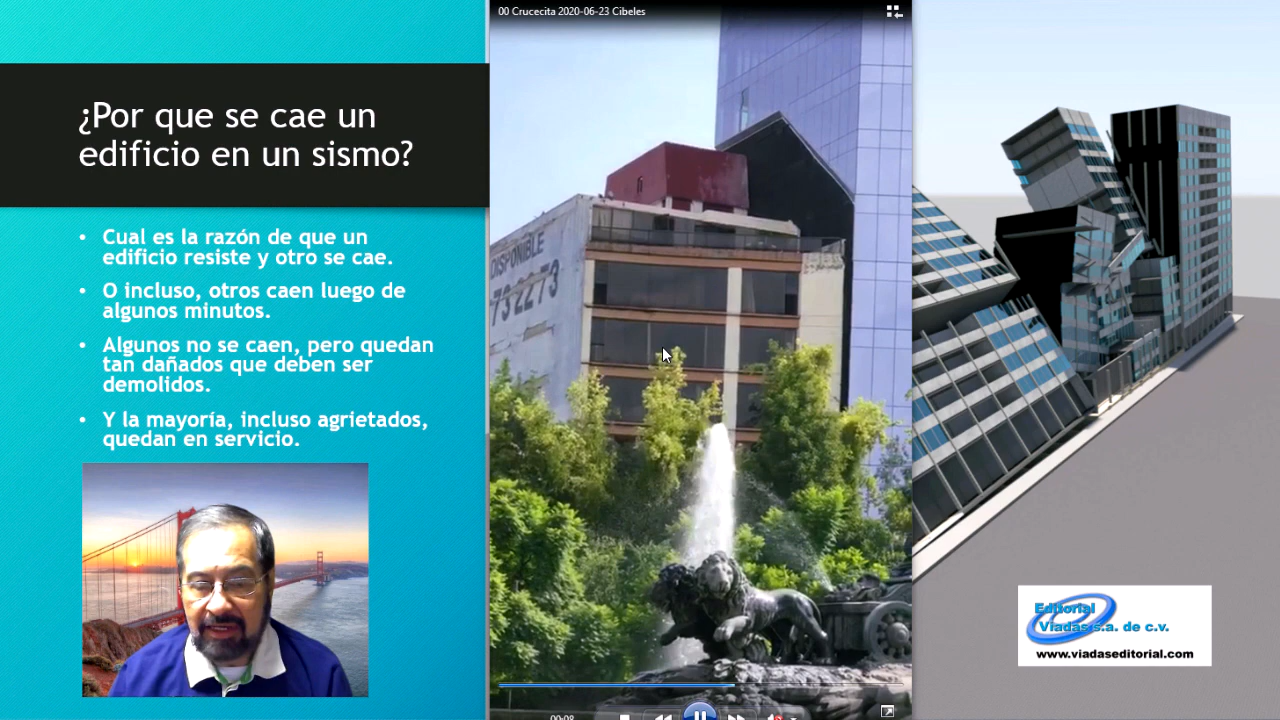 ¿Por que se cae un
edificio en un sismo?
• Cual es la razón de que un
edificio resiste y otro se cae.
• O incluso, otros caen luego de
algunos minutos.
• Algunos no se caen, pero quedan
tan dañados que deben ser
demolidos.
• Y la mayoría, incluso agrietados,
quedan en servicio.
00 Crucecita 2020-06-23 Cibeles
DISPONIBLE
00:08
Editorial
Viadas s.a. de c.v.
www.viadaseditorial.com